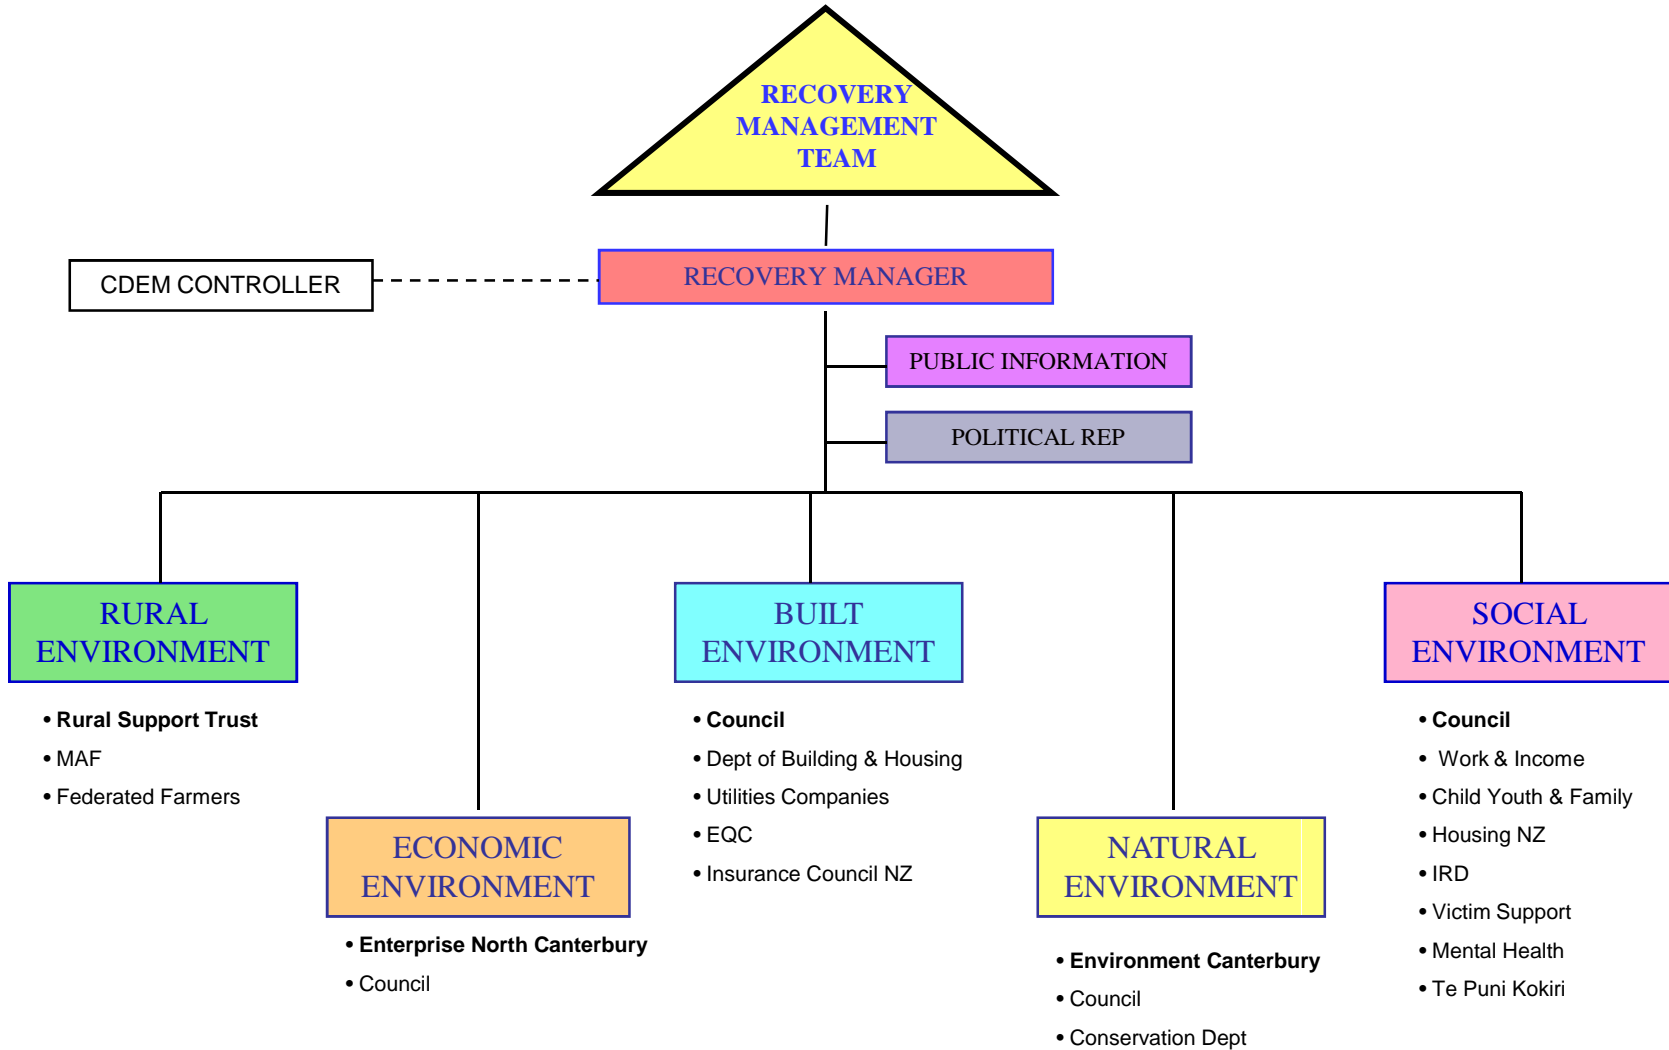 RECOVERY
MANAGEMENT
TEAM
CDEM CONTROLLER
RECOVERY MANAGER
PUBLIC INFORMATION
POLITICAL REP
RURAL
ENVIRONMENT
• Rural Support Trust
• MAF
• Federated Farmers
ECONOMIC
ENVIRONMENT
• Enterprise North Canterbury
• Council
BUILT
ENVIRONMENT
• Council
• Dept of Building & Housing
• Utilities Companies
• EQC
• Insurance Council NZ
NATURAL
ENVIRONMENT
• Environment Canterbury
• Council
• Conservation Dept
SOCIAL
ENVIRONMENT
• Council
• Work & Income
• Child Youth & Family
• Housing NZ
• IRD
• Victim Support
• Mental Health
• Te Puni Kokiri